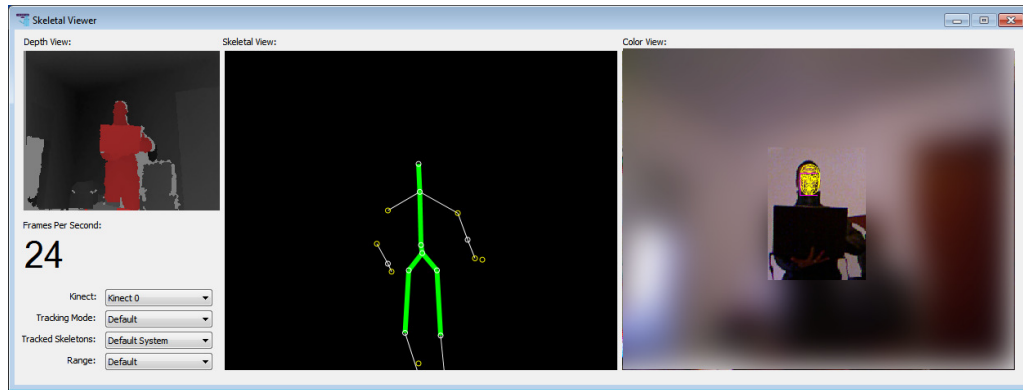 Skeletal Viewer
Depth View:
Skeletal View:
Color View:
Frames Per Second:
24
Kinect: Kinect 0
Tracking Mode: Default
Tracked Skeletons: Default System
Range: Default